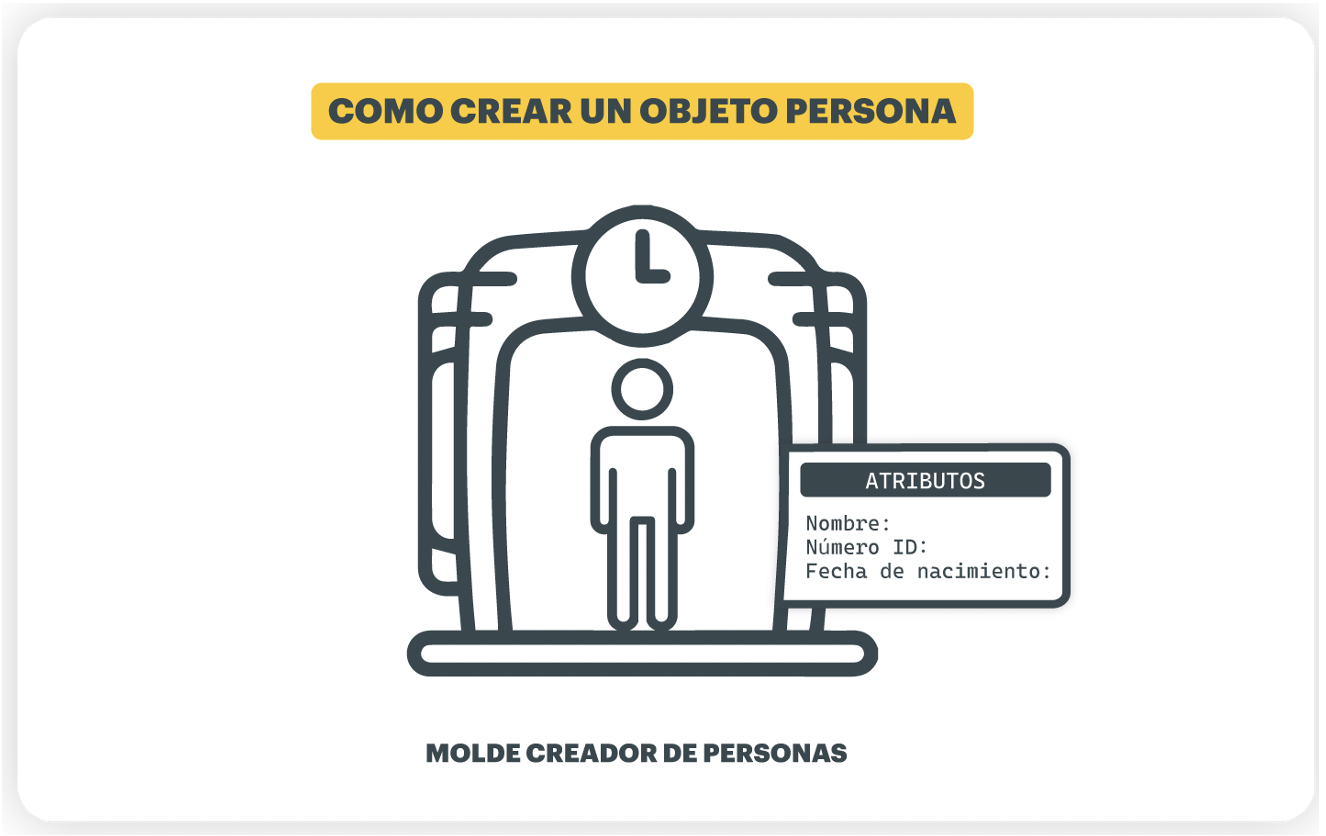 COMO CREAR UN OBJETO PERSONA
ATRIBUTOS
Nombre:
Número ID:
Fecha de nacimiento:
MOLDE CREADOR DE PERSONAS